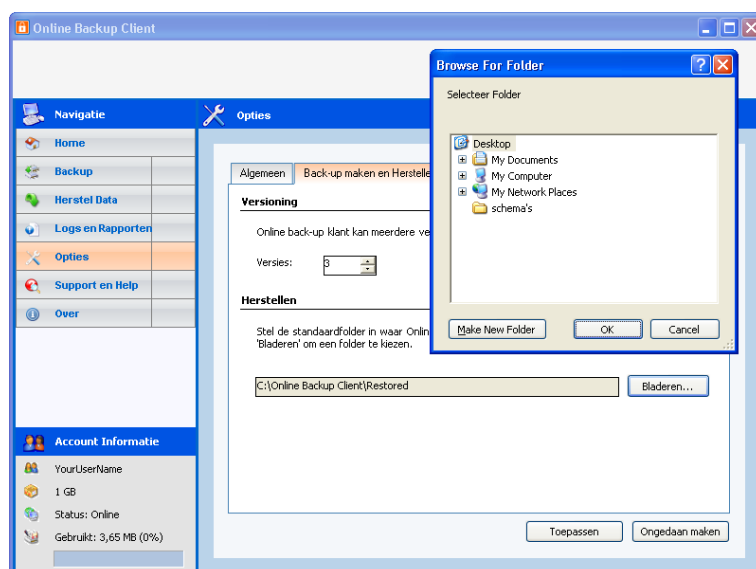 Online Backup Client
Browse For Folder
Selecteer Folder
Desktop
My Documents
My Computer
My Network Places
schema's
Make New Folder
OK
Cancel
Navigatie
Home
Backup
Herstel Data
Logs en Rapporten
Opties
Support en Help
Over
Account Informatie
YourUserName
1 GB
Status: Online
Gebruikt: 3,65 MB (0%)
Opties
Algemeen
Back-up maken en Herstelle
Versioning
Online back-up klant kan meerdere ve
Versies:
3
Herstellen
Stel de standaardfolder in waar Onlin
'Bladeren' om een folder te kiezen.
C:\Online Backup Client\Restored
Bladeren...
Toepassen
Ongedaan maken